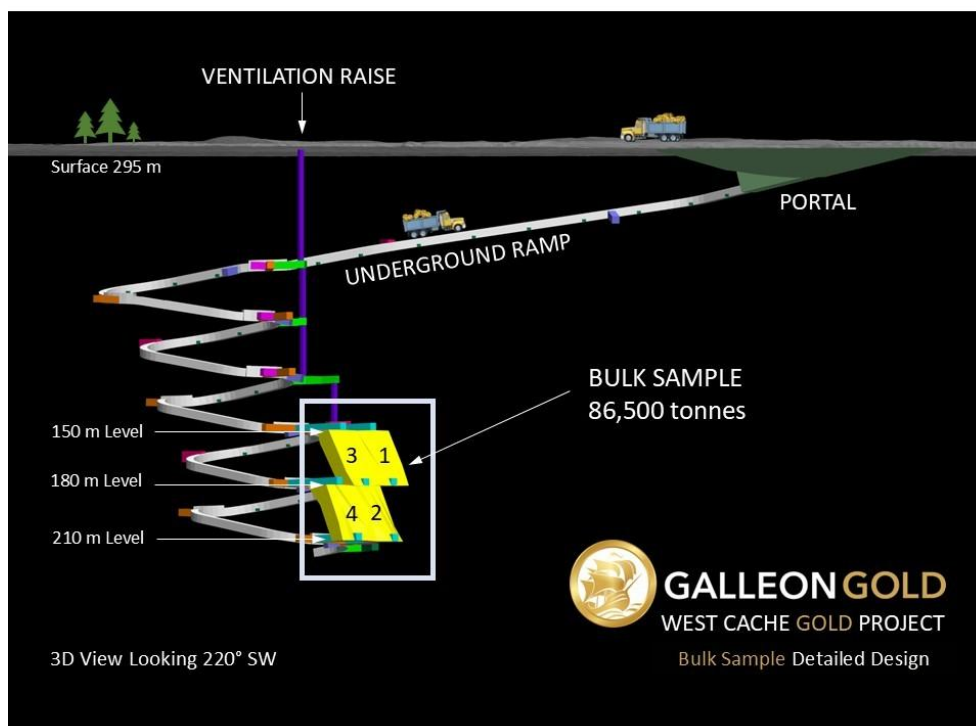 VENTILATION RAISE
Surface 295 m
PORTAL
UNDERGROUND RAMP
BULK SAMPLE
86,500 tonnes
150 m Level
3 1
180 m Level
4 2
210 m Level
GALLEON GOLD
WEST CACHE GOLD PROJECT
3D View Looking 220° SW
Bulk Sample Detailed Design